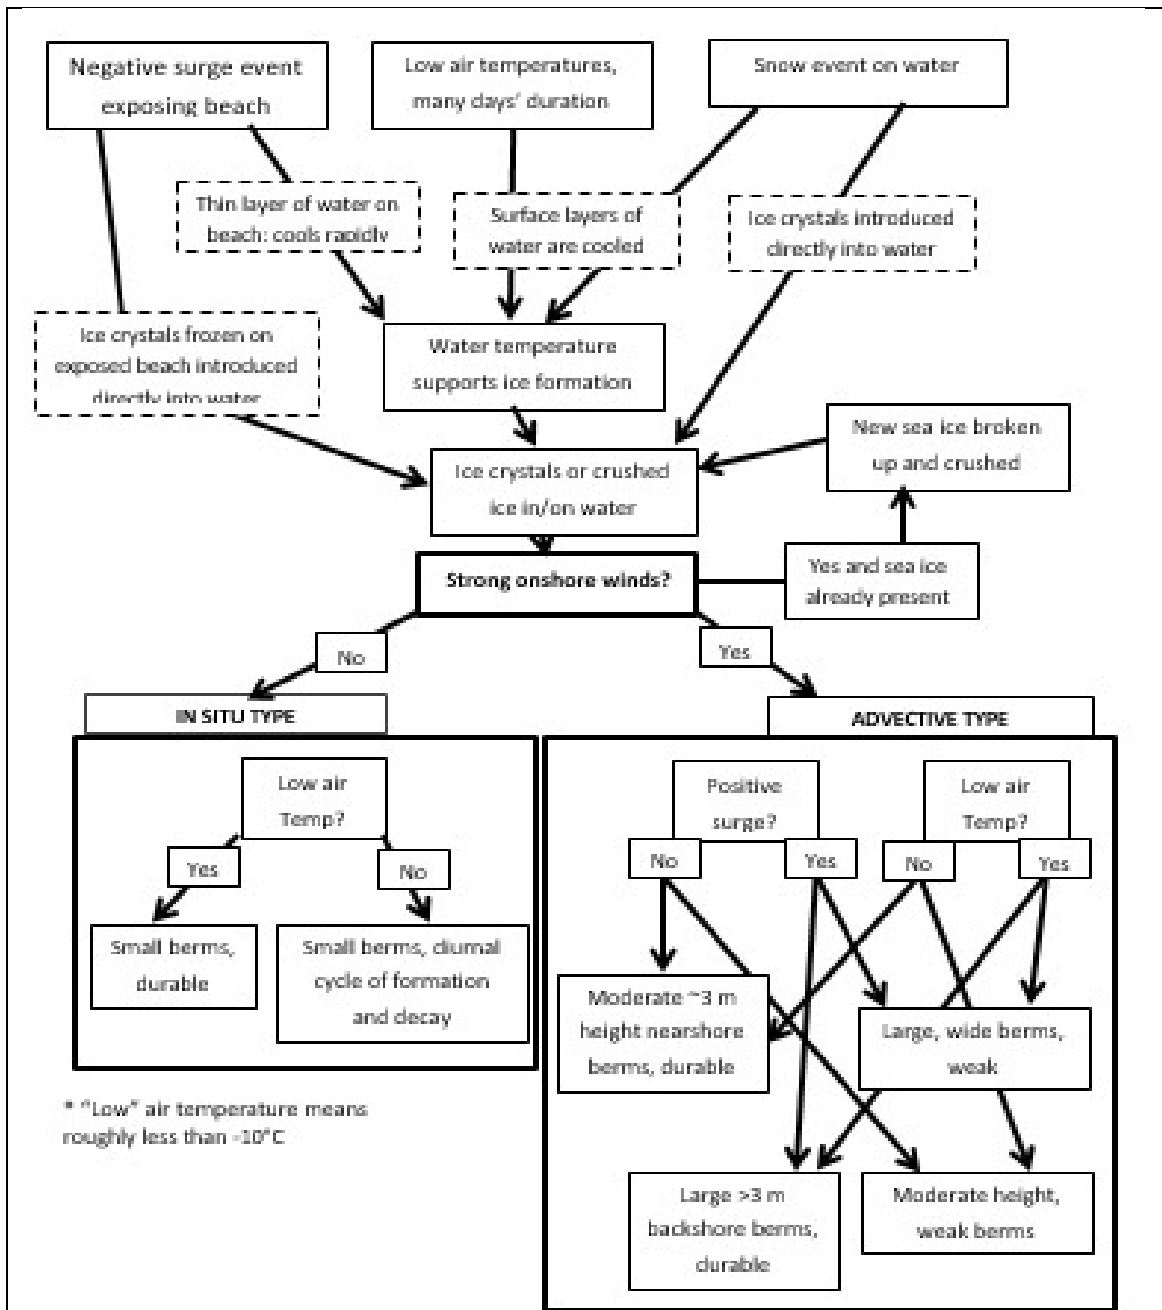 Negative surge event
exposing beach
Low air temperatures,
many days' duration
Snow event on water
Thin layer of water on
beach: cools rapidly
Surface layers of
water are cooled
Ice crystals introduced
directly into water
Ice crystals frozen on
exposed beach introduced
directly into water
Water temperature
supports ice formation
New sea ice broken
up and crushed
Ice crystals or crushed
ice in/on water
Strong onshore winds?
Yes and sea ice
already present
No
Yes
IN SITU TYPE
ADVECTIVE TYPE
Low air
Temp?
Yes
No
Small berms,
durable
Small berms, diurnal
cycle of formation
and decay
Positive
surge?
Low air
Temp?
No
Yes
No
Yes
Moderate ~3 m
height nearshore
berms, durable
Large, wide berms,
weak
Large >3 m
backshore berms,
durable
Moderate height,
weak berms
* "Low" air temperature means
roughly less than -10°C